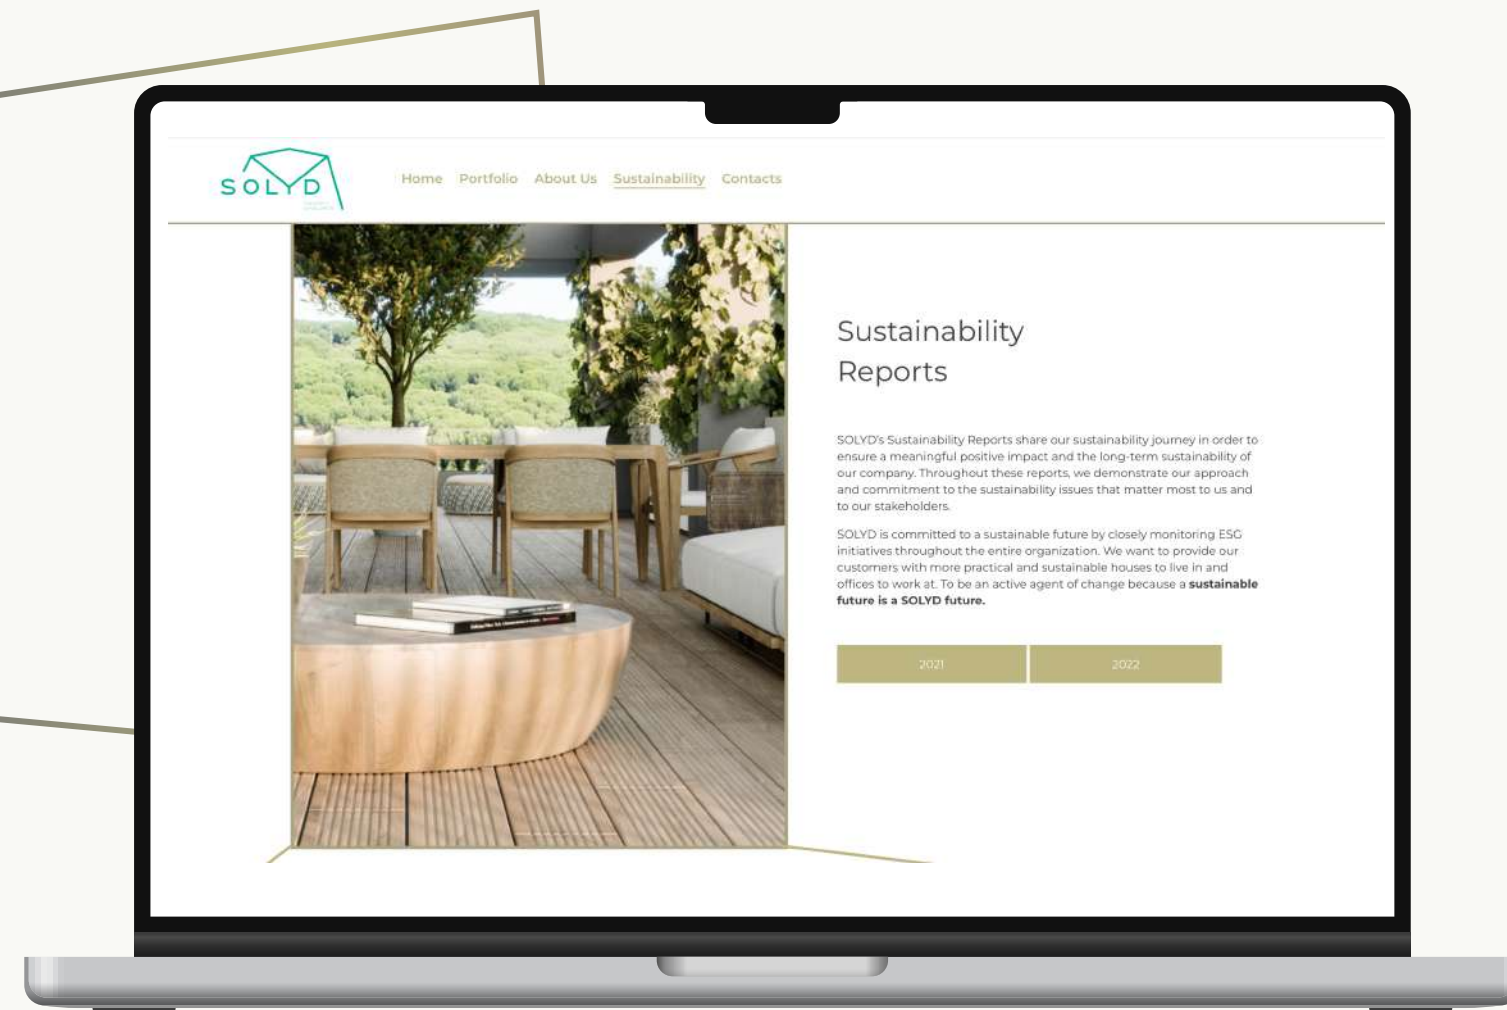 SOLYD
Home Portfolio About Us Sustainability Contacts
Sustainability
Reports
SOLYD's Sustainability Reports share our sustainability journey in order to
ensure a meaningful positive impact and the long-term sustainability of
our company. Throughout these reports, we demonstrate our approach
and commitment to the sustainability issues that matter most to us and
to our stakeholders.
SOLYD is committed to a sustainable future by closely monitoring ESG
initiatives throughout the entire organization. We want to provide our
customers with more practical and sustainable houses to live in and
offices to work at. To be an active agent of change because a sustainable
future is a SOLYD future.
2021 2022